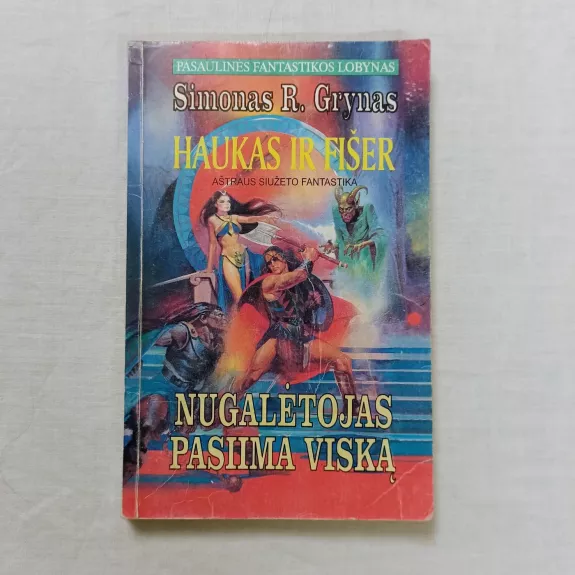 PASAULINĖS FANTASTIKOS LOBYNAS
Simonas R. Grynas
HAUKAS IR FIŠER
AŠTRAUS SIUŽETO FANTASTIKA
NUGALĖTOJAS
PASIIMA VISKĄ